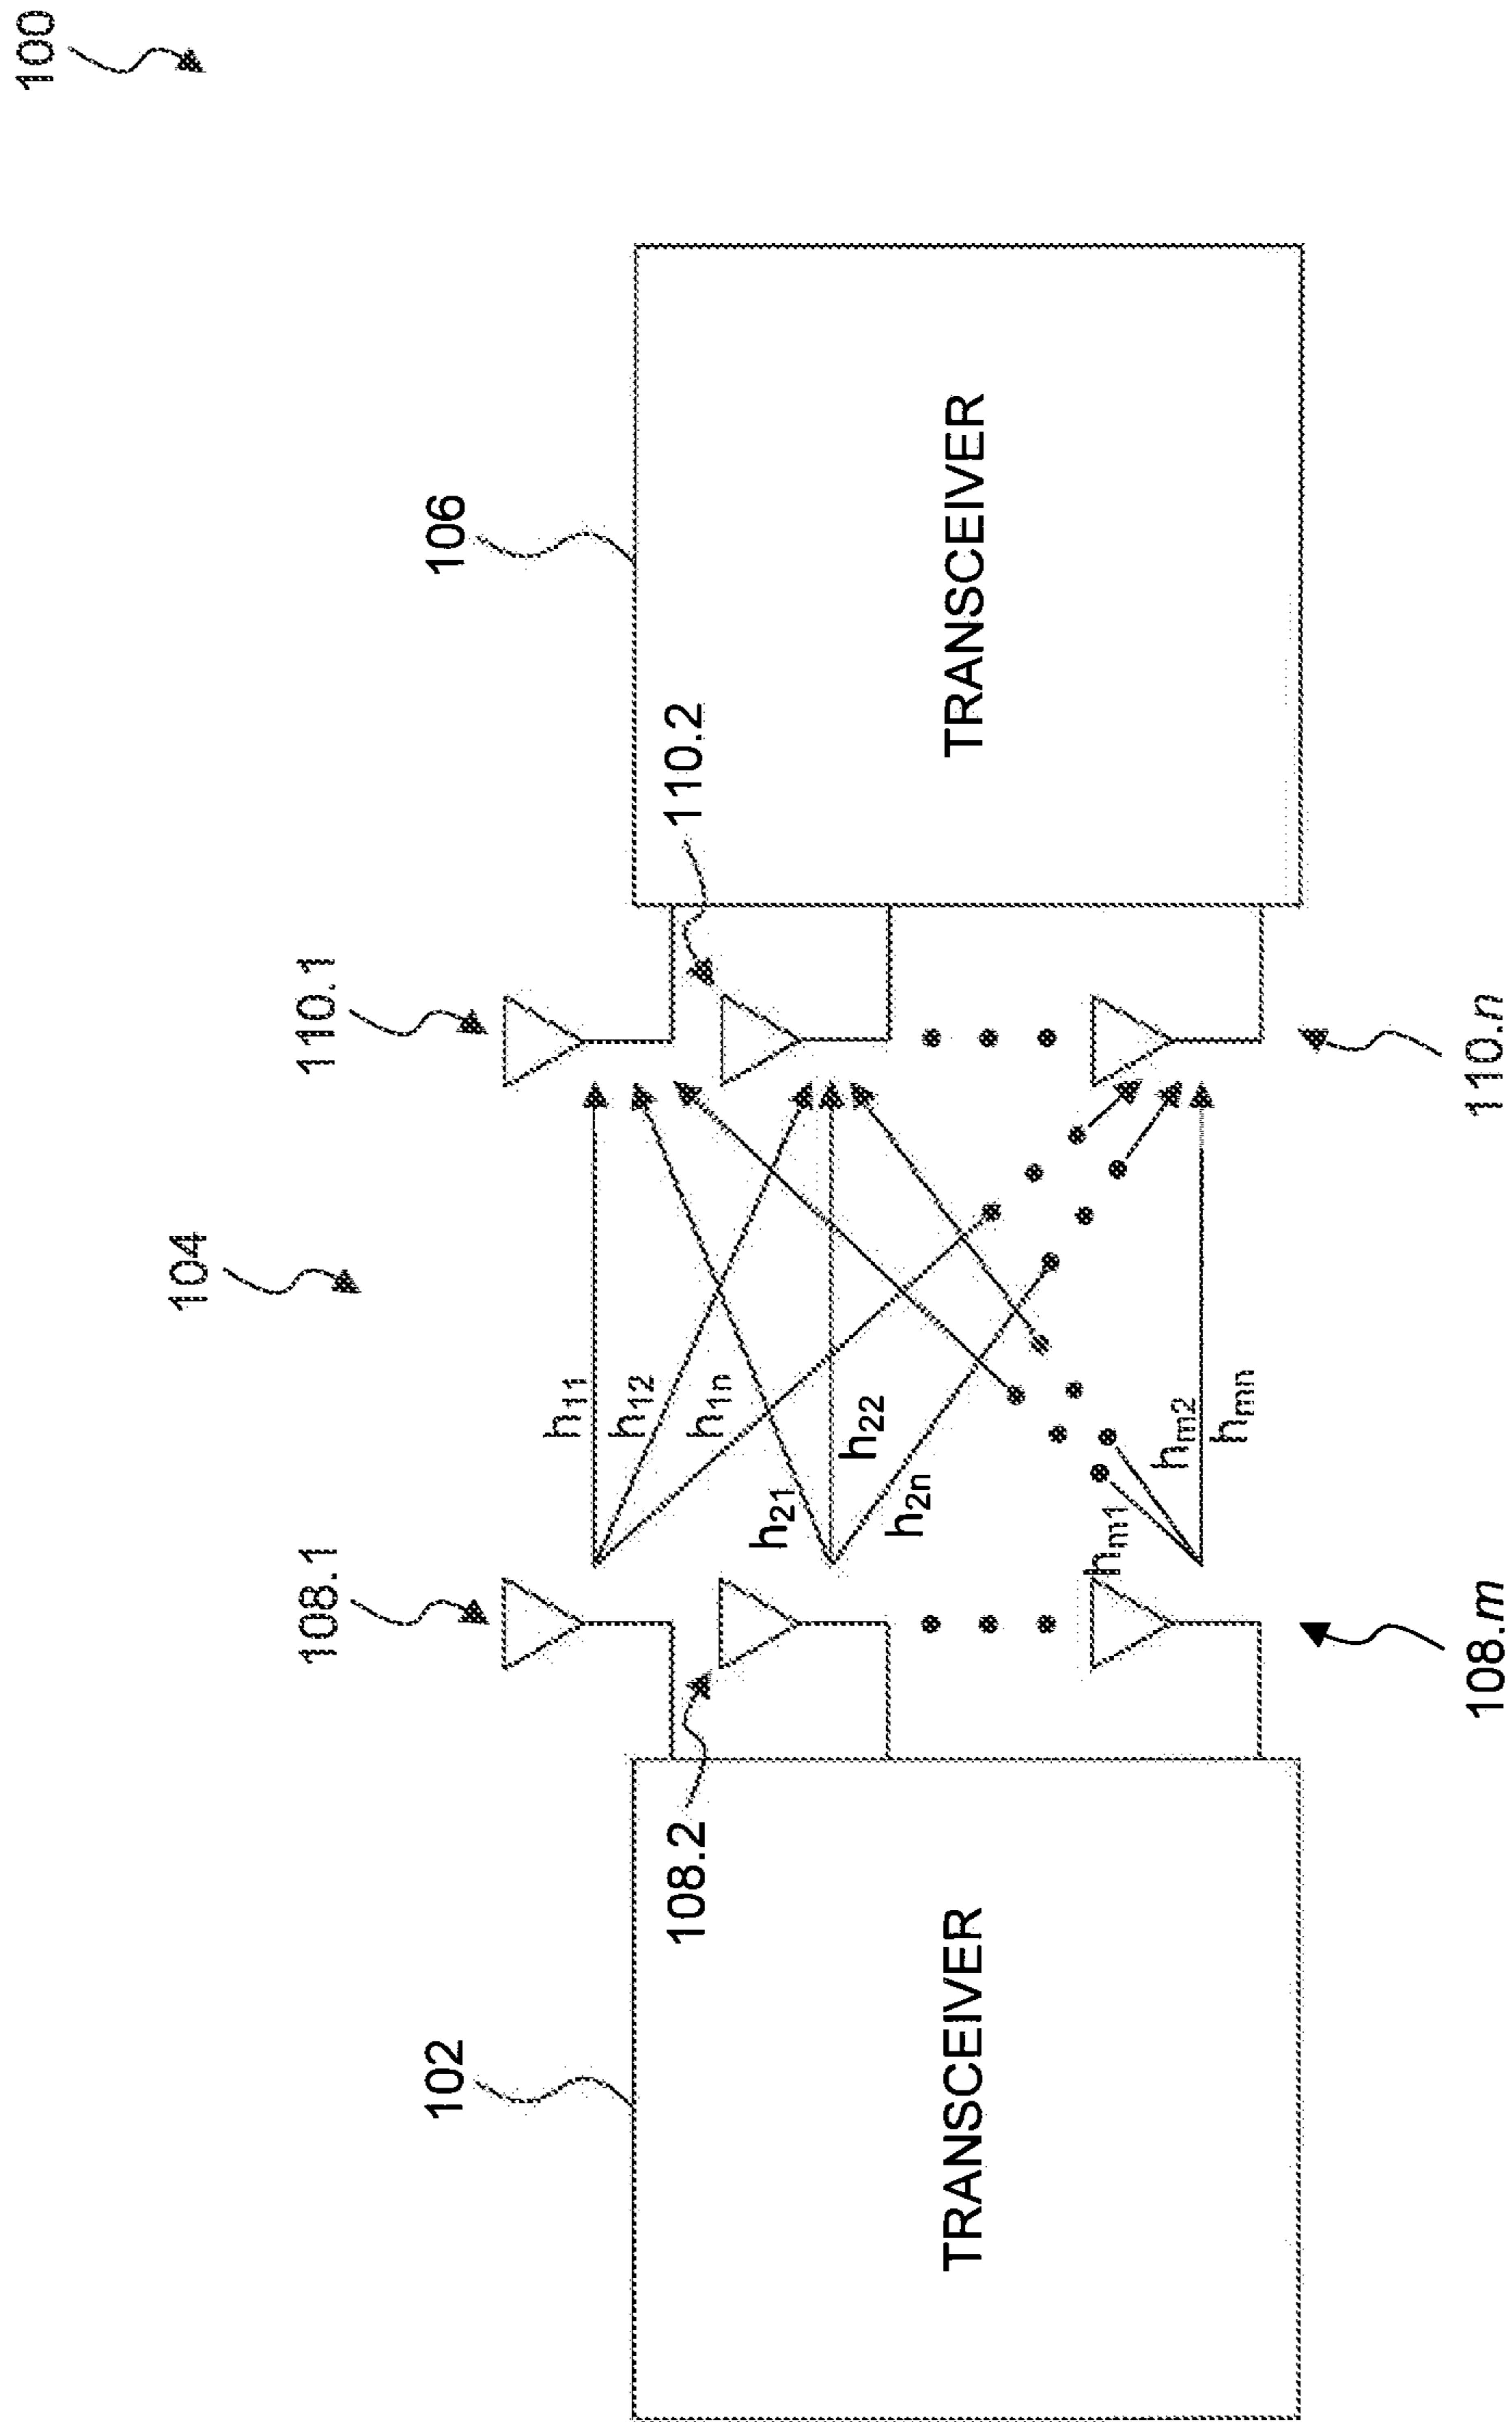 100
104
108.1
110.1
102
106
108.2
110.2
TRANSCEIVER
TRANSCEIVER
h11
h12
h1n
h21
h22
h2n
hm1
hm2
hmn
108.m
110.n